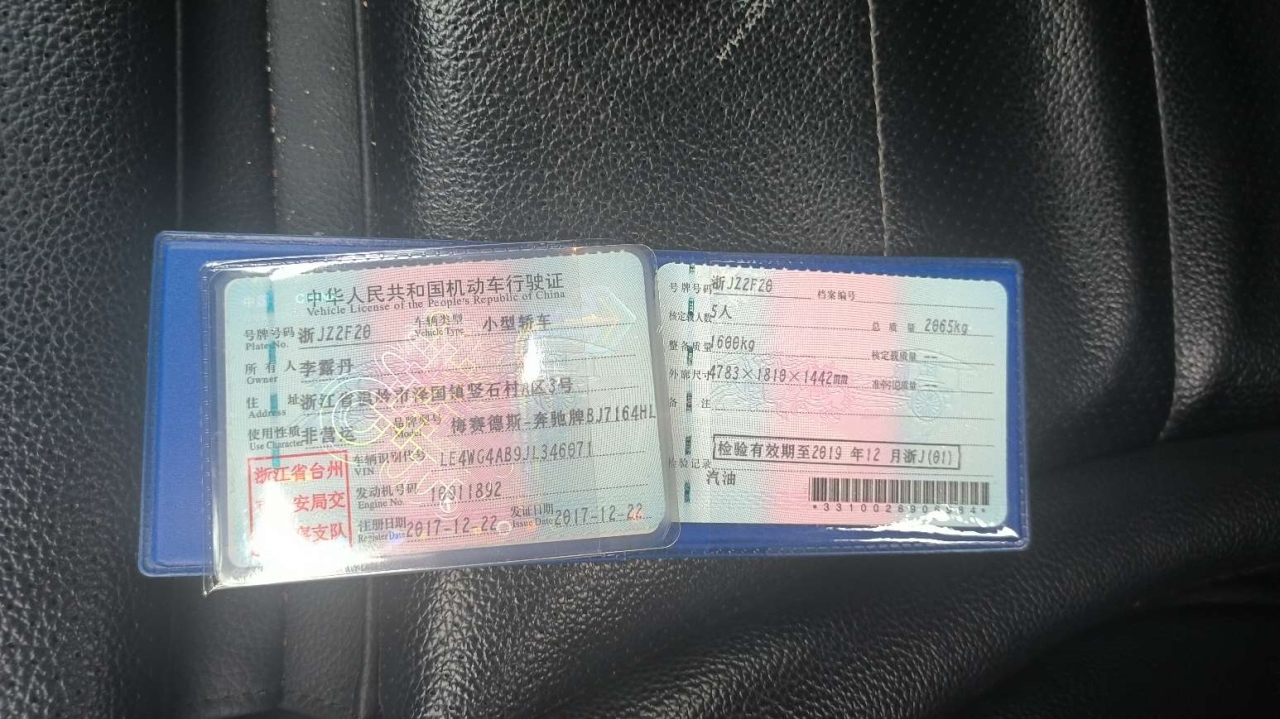 中华人民共和国机动车行驶证
Vehicle License of the People's Republic of China
号牌号码 浙JZ2F20 车辆类型 小型轿车
Plate No. Vehicle Type
所有人 李露丹
Owner
住址 浙江省温岭市泽国镇竖石村A区3号
Address
使用性质 非营运 品牌型号 梅赛德斯-奔驰牌BJ7164HL
Use Character Model
浙江省台州
安局交
支队
车辆识别代号 LE4WG4AB9JL346071
VIN
发动机号码 10911892
Engine No.
注册日期 2017-12-22 发证日期 2017-12-22
Register Date Issue Date
号牌号码 浙JZ2F20 档案编号
核定载人数 5人 总质量 2065kg
整备质量 1600kg 核定载质量 --
外廓尺寸 4783×1810×1442mm 准牵引总质量 --
备注
检验有效期至2019年12月浙J(01)
检验记录
汽油